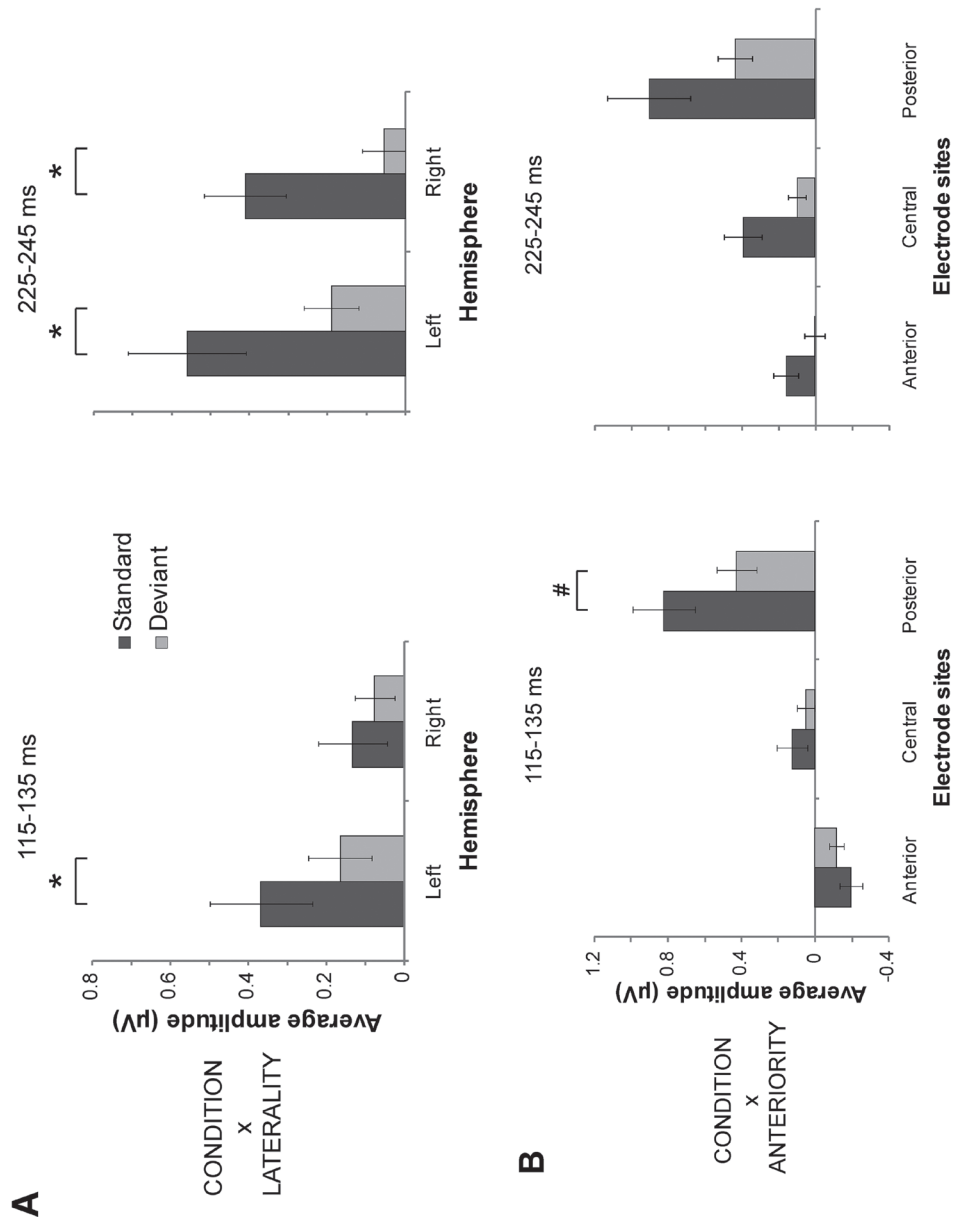 A
CONDITION
x
LATERALITY
115-135 ms
225-245 ms
Standard
Deviant
Average amplitude (µV)
0.8
0.6
0.4
0.2
0
*
*
*
Left
Right
Left
Right
Hemisphere
Hemisphere
B
CONDITION
x
ANTERIORITY
115-135 ms
225-245 ms
Average amplitude (µV)
1.2
0.8
0.4
0
-0.4
#
Anterior
Central
Posterior
Anterior
Central
Posterior
Electrode sites
Electrode sites